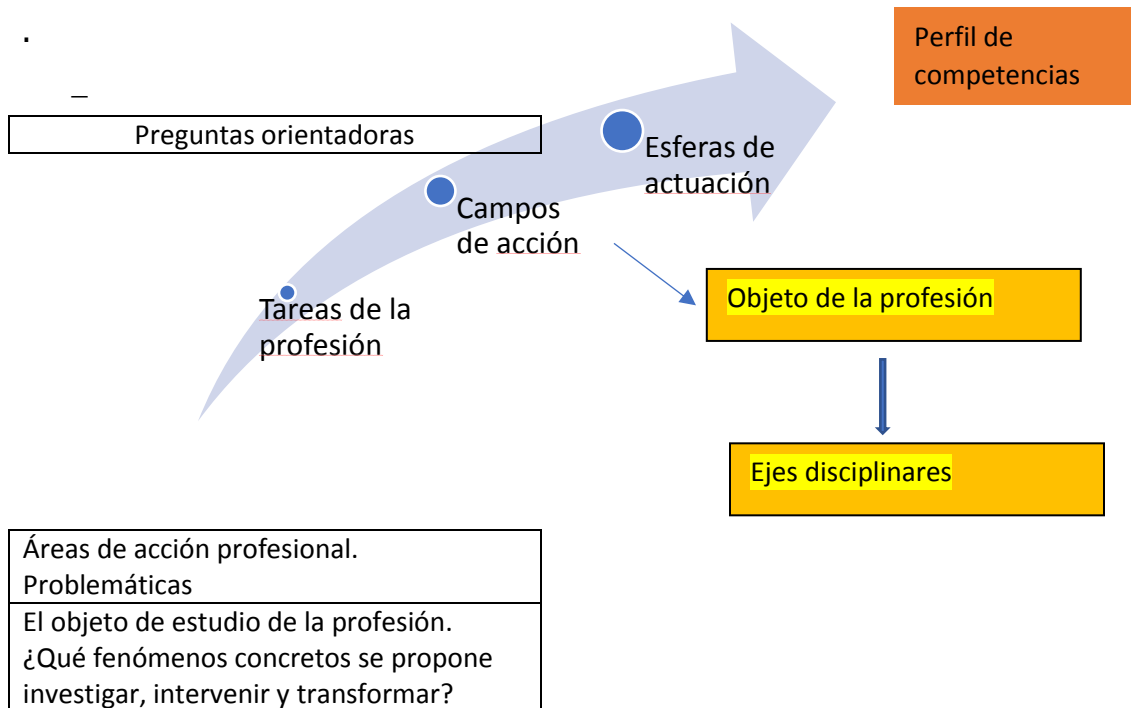 .
_
Preguntas orientadoras
Perfil de
competencias
Esferas de
actuación
Campos
de acción
Tareas de la
profesión
Objeto de la profesión
Ejes disciplinares
Áreas de acción profesional.
Problemáticas
El objeto de estudio de la profesión.
¿Qué fenómenos concretos se propone
investigar, intervenir y transformar?